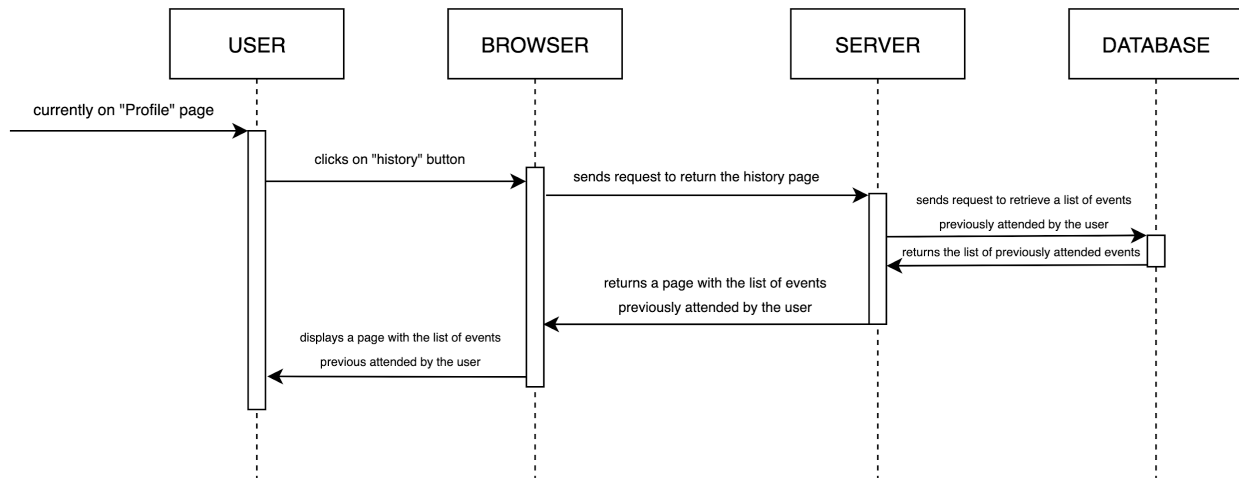 USER
BROWSER
SERVER
DATABASE
currently on "Profile" page
clicks on "history" button
sends request to return the history page
sends request to retrieve a list of events
previously attended by the user
returns the list of previously attended events
returns a page with the list of events
previously attended by the user
displays a page with the list of events
previous attended by the user